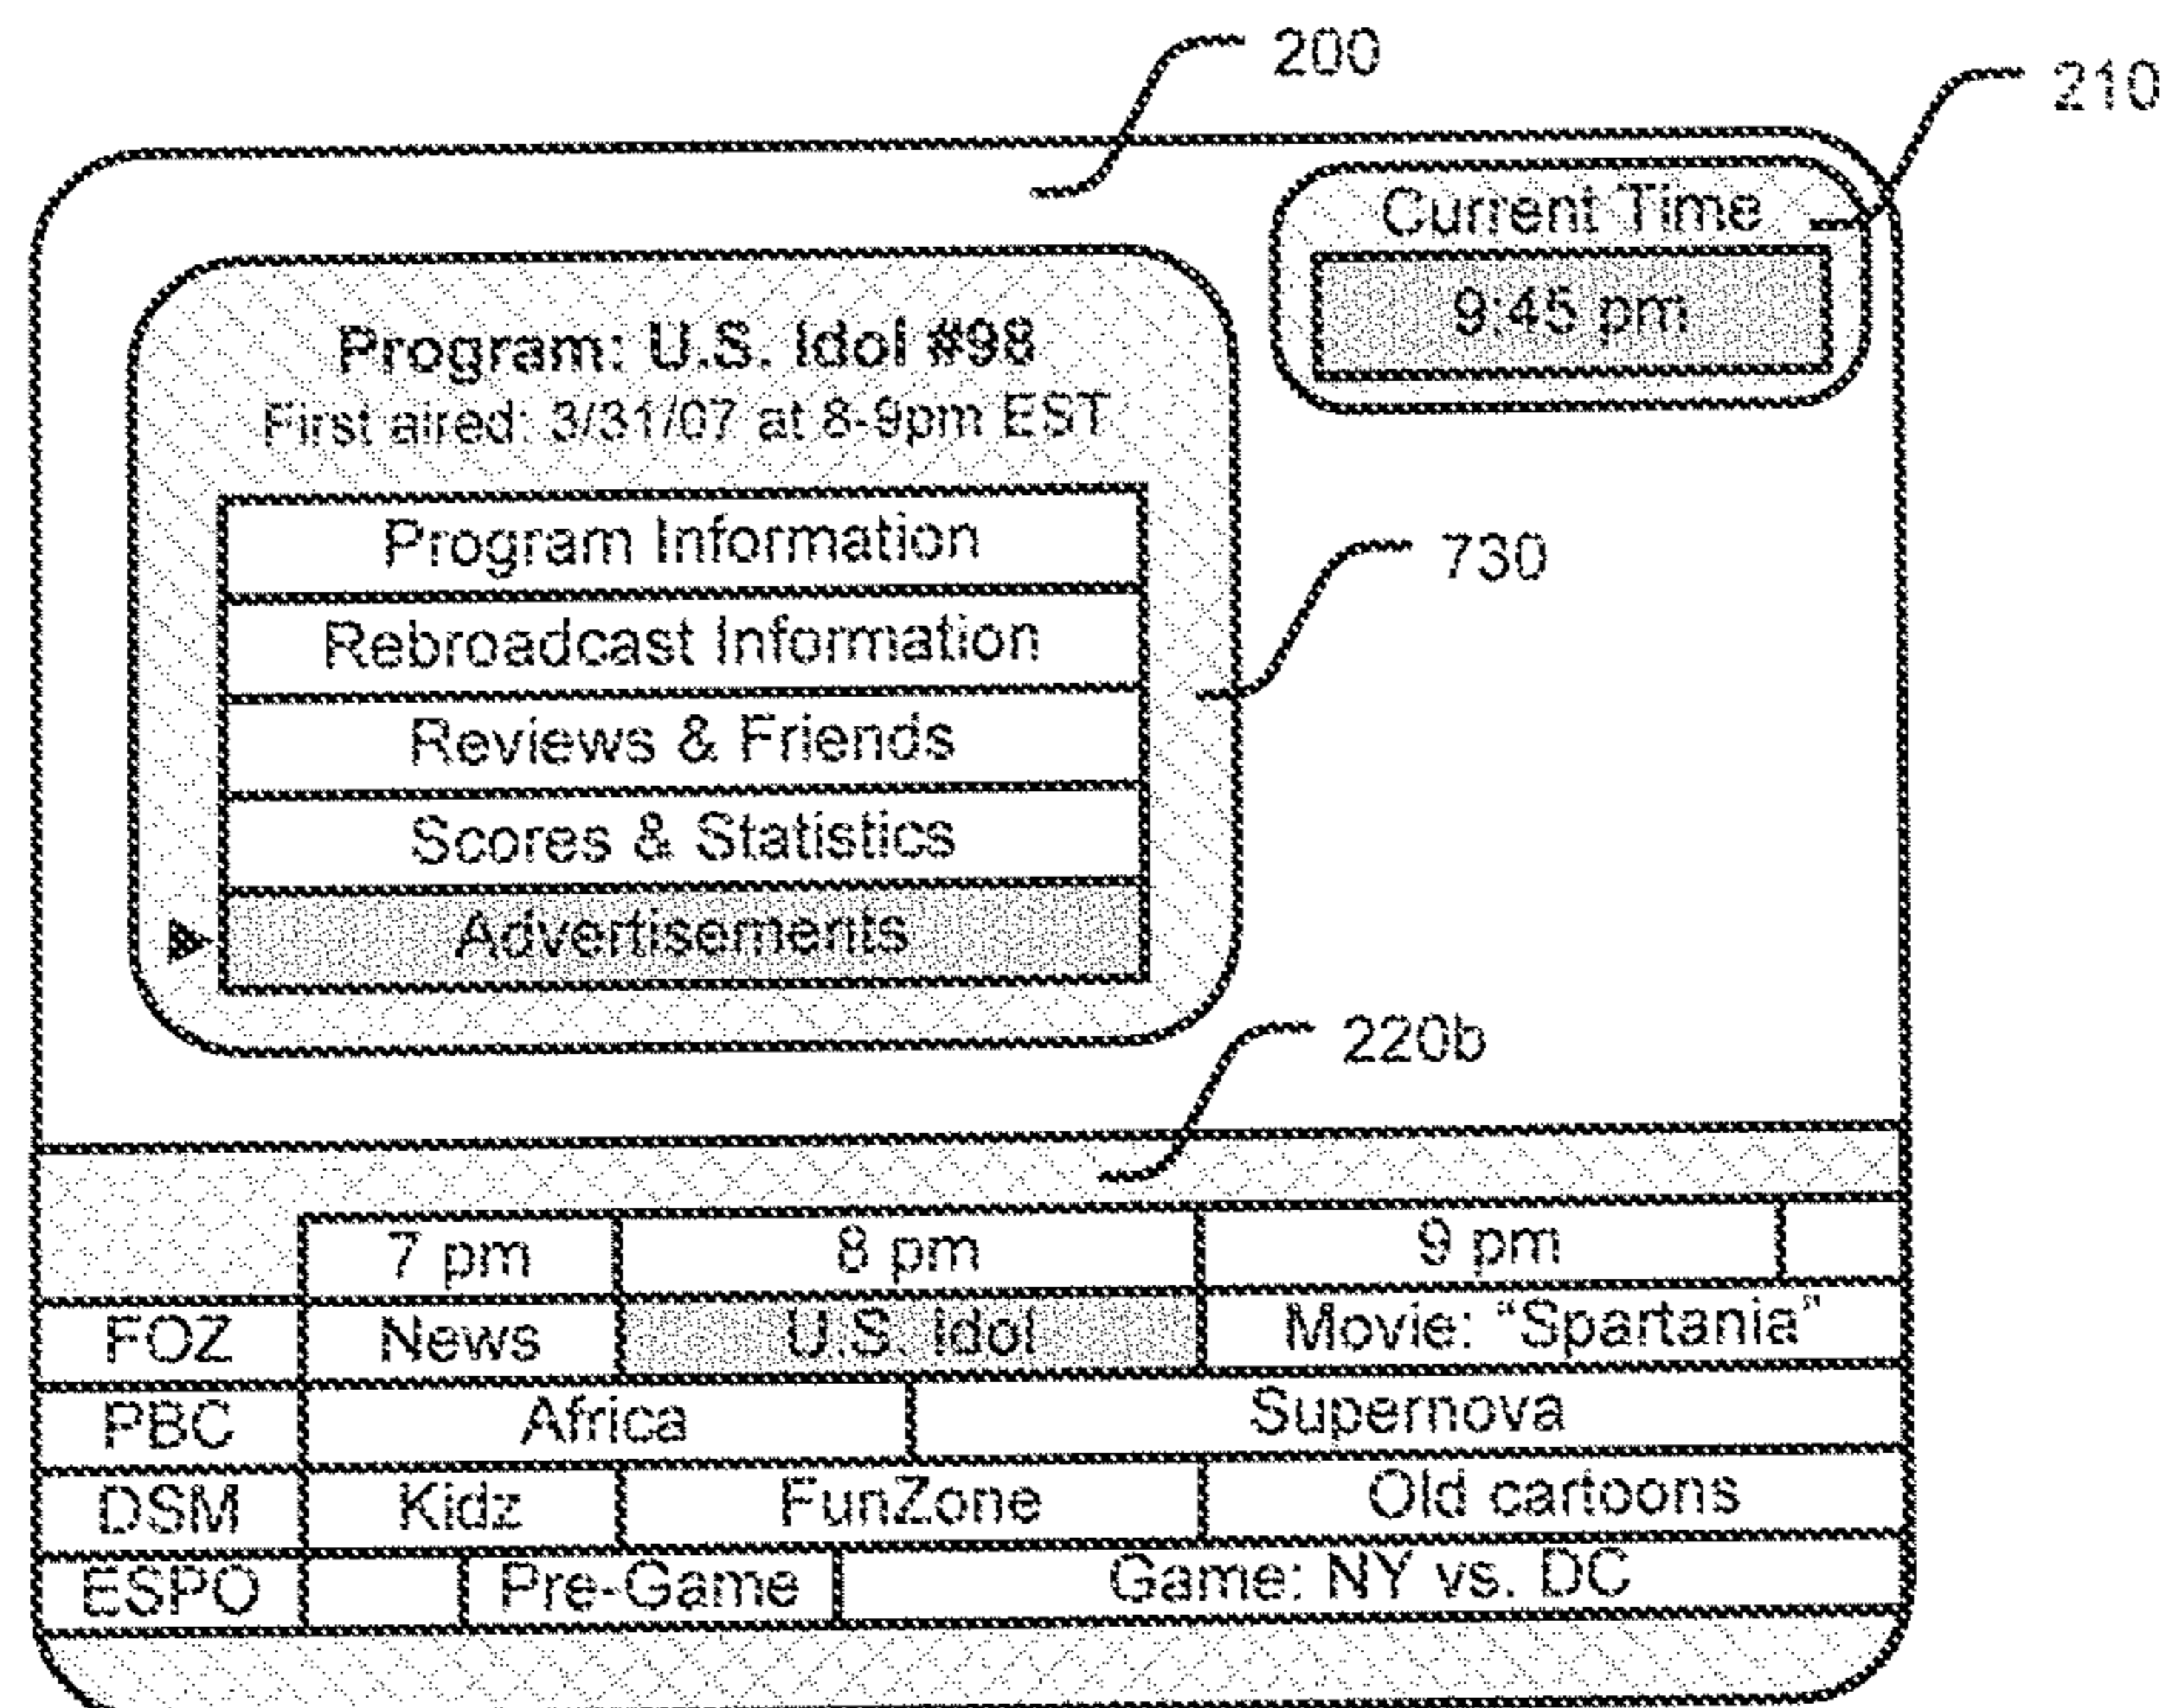 200
210
Current Time
9:45 pm
Program: U.S. Idol #98
First aired: 3/31/07 at 8-9pm EST
Program Information
730
Rebroadcast Information
Reviews & Friends
Scores & Statistics
Advertisements
220b
7 pm 8 pm 9 pm
FOZ News U.S. Idol Movie: "Spartania"
PBC Africa Supernova
DSM Kidz FunZone Old cartoons
ESPO Pre-Game Game: NY vs. DC